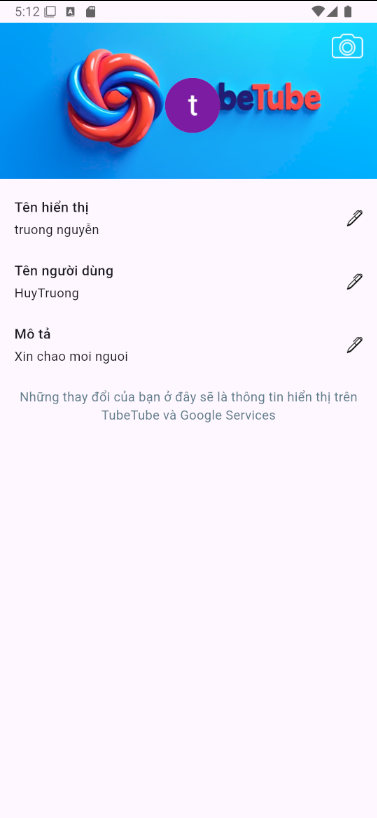 5:12
t
beTube
Tên hiển thị
truong nguyễn
Tên người dùng
HuyTruong
Mô tả
Xin chao moi nguoi
Những thay đổi của bạn ở đây sẽ là thông tin hiển thị trên
TubeTube và Google Services